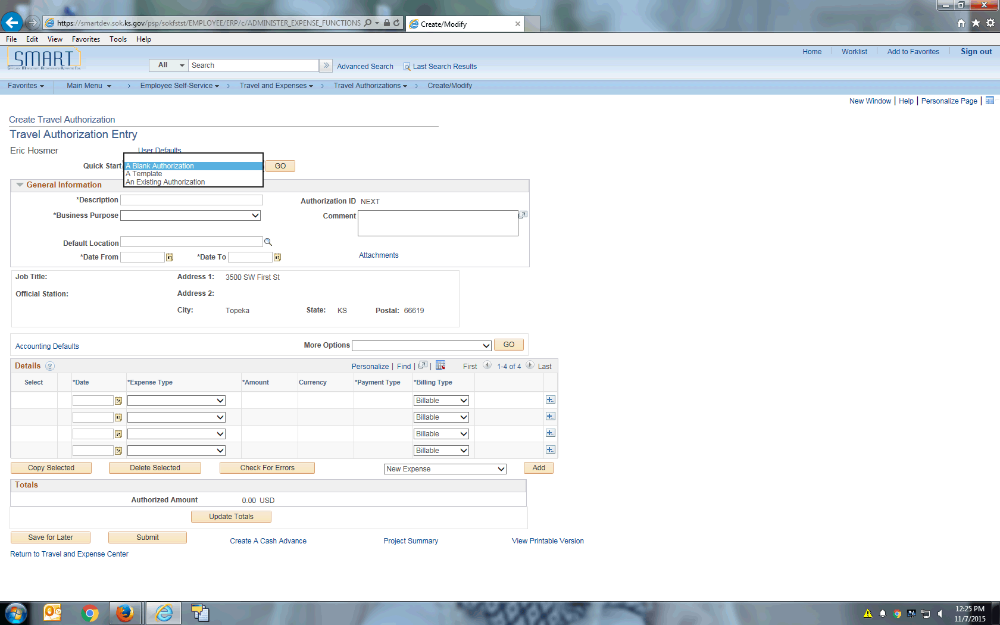 https://smartdev.sok.ks.gov/psp/sokfstst/EMPLOYEE/ERP/c/ADMINISTER_EXPENSE_FUNCTIONS
Create/Modify
File Edit View Favorites Tools Help
SMART
All Search Advanced Search Last Search Results
Home Worklist Add to Favorites Sign out
Favorites Main Menu > Employee Self-Service > Travel and Expenses > Travel Authorizations > Create/Modify
New Window | Help | Personalize Page |
Create Travel Authorization
Travel Authorization Entry
Eric Hosmer User Defaults
Quick Start A Blank Authorization GO
A Template
An Existing Authorization
General Information
*Description Authorization ID NEXT
*Business Purpose Comment
Default Location
*Date From 31 *Date To 31 Attachments
Job Title: Address 1: 3500 SW First St
Official Station: Address 2:
City: Topeka State: KS Postal: 66619
Accounting Defaults More Options GO
Details ? Personalize | Find | | First 1-4 of 4 Last
Select *Date *Expense Type *Amount Currency *Payment Type *Billing Type
31 Billable
31 Billable
31 Billable
31 Billable
Copy Selected Delete Selected Check For Errors New Expense Add
Totals
Authorized Amount 0.00 USD
Update Totals
Save for Later Submit Create A Cash Advance Project Summary View Printable Version
Return to Travel and Expense Center
12:25 PM
11/7/2015